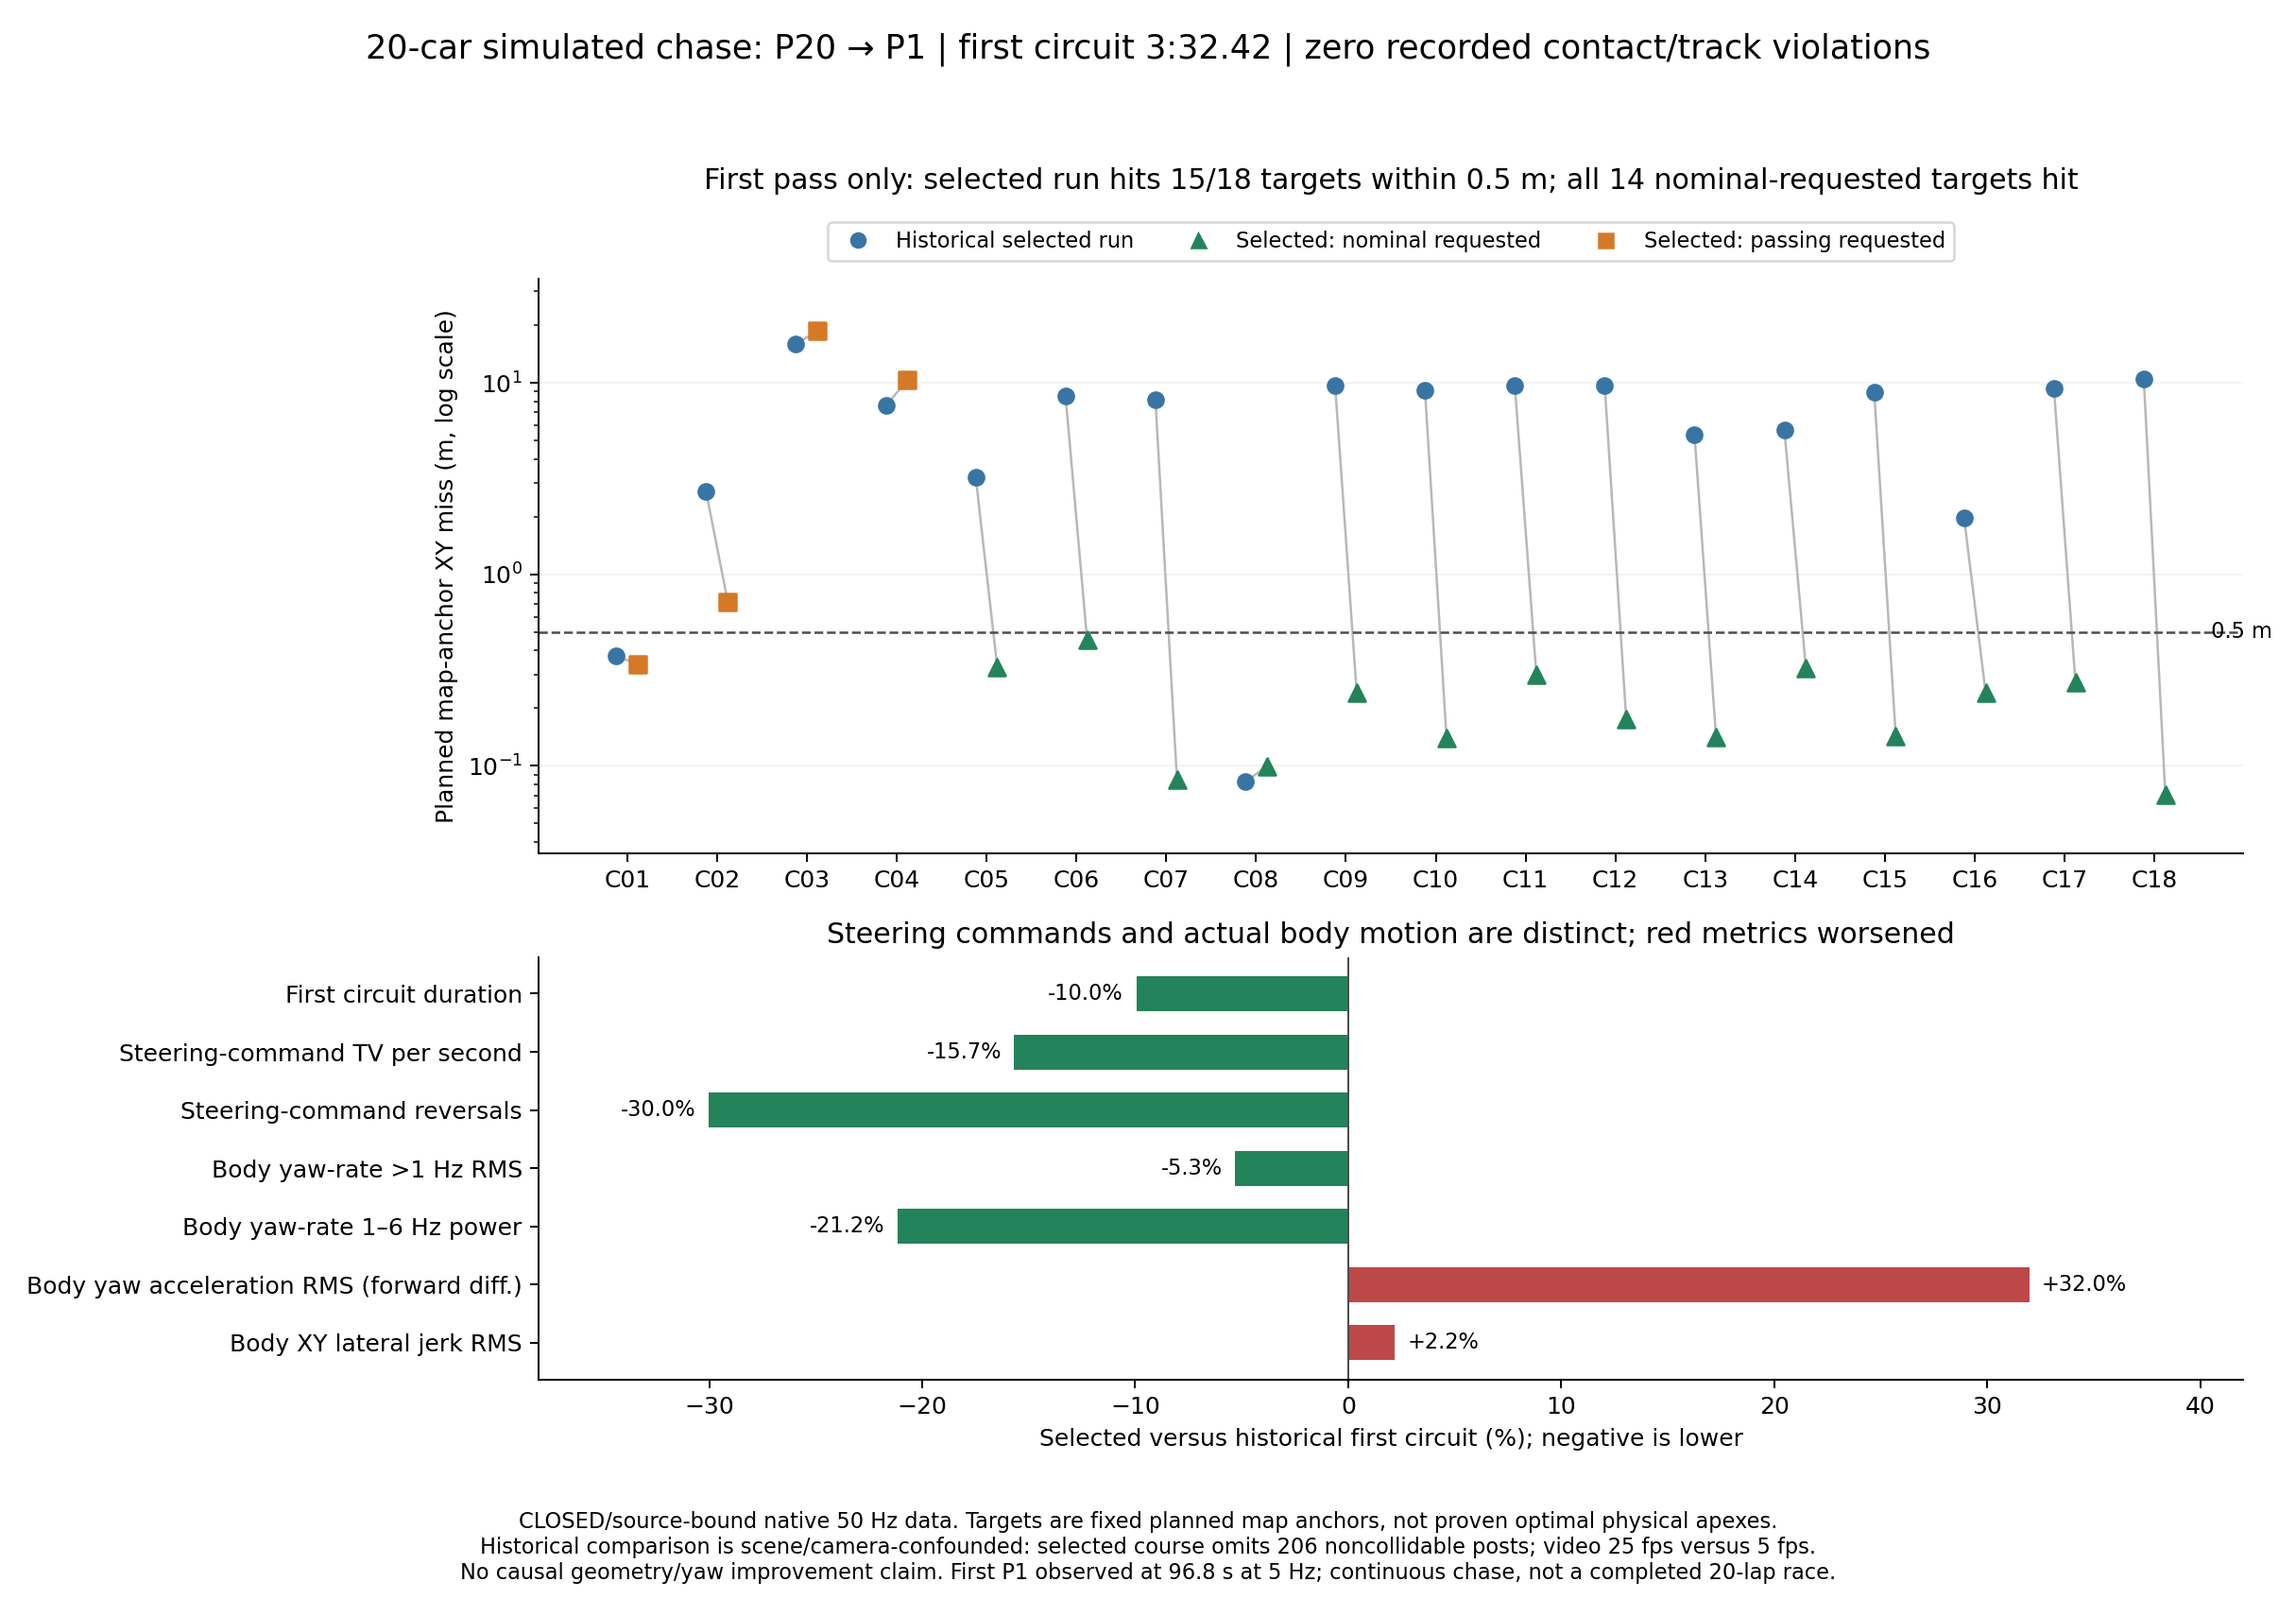 20-car simulated chase: P20 → P1 | first circuit 3:32.42 | zero recorded contact/track violations
First pass only: selected run hits 15/18 targets within 0.5 m; all 14 nominal-requested targets hit
Historical selected run
Selected: nominal requested
Selected: passing requested
Planned map-anchor XY miss (m, log scale)
10¹
10⁰
10⁻¹
0.5 m
C01 C02 C03 C04 C05 C06 C07 C08 C09 C10 C11 C12 C13 C14 C15 C16 C17 C18
Steering commands and actual body motion are distinct; red metrics worsened
First circuit duration -10.0%
Steering-command TV per second -15.7%
Steering-command reversals -30.0%
Body yaw-rate >1 Hz RMS -5.3%
Body yaw-rate 1–6 Hz power -21.2%
Body yaw acceleration RMS (forward diff.) +32.0%
Body XY lateral jerk RMS +2.2%
−30 −20 −10 0 10 20 30 40
Selected versus historical first circuit (%); negative is lower
CLOSED/source-bound native 50 Hz data. Targets are fixed planned map anchors, not proven optimal physical apexes.
Historical comparison is scene/camera-confounded: selected course omits 206 noncollidable posts; video 25 fps versus 5 fps.
No causal geometry/yaw improvement claim. First P1 observed at 96.8 s at 5 Hz; continuous chase, not a completed 20-lap race.